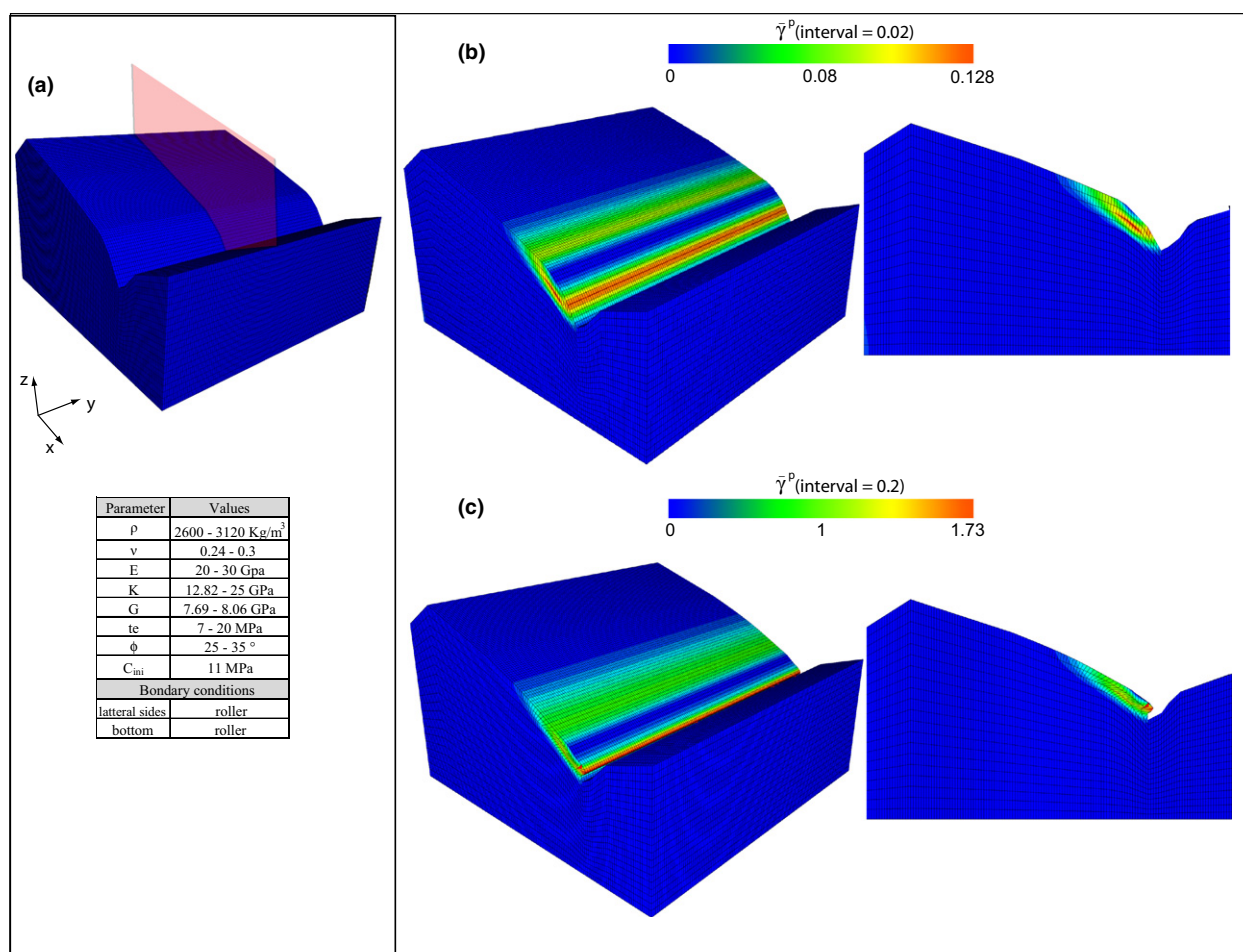 (a)
z
y
x
Parameter Values
ρ 2600 - 3120 Kg/m³
ν 0.24 - 0.3
E 20 - 30 Gpa
K 12.82 - 25 GPa
G 7.69 - 8.06 GPa
te 7 - 20 MPa
ϕ 25 - 35 °
C_ini 11 MPa
Bondary conditions
latteral sides roller
bottom roller
(b)
γ̄ᵖ (interval = 0.02)
0 0.08 0.128
(c)
γ̄ᵖ (interval = 0.2)
0 1 1.73